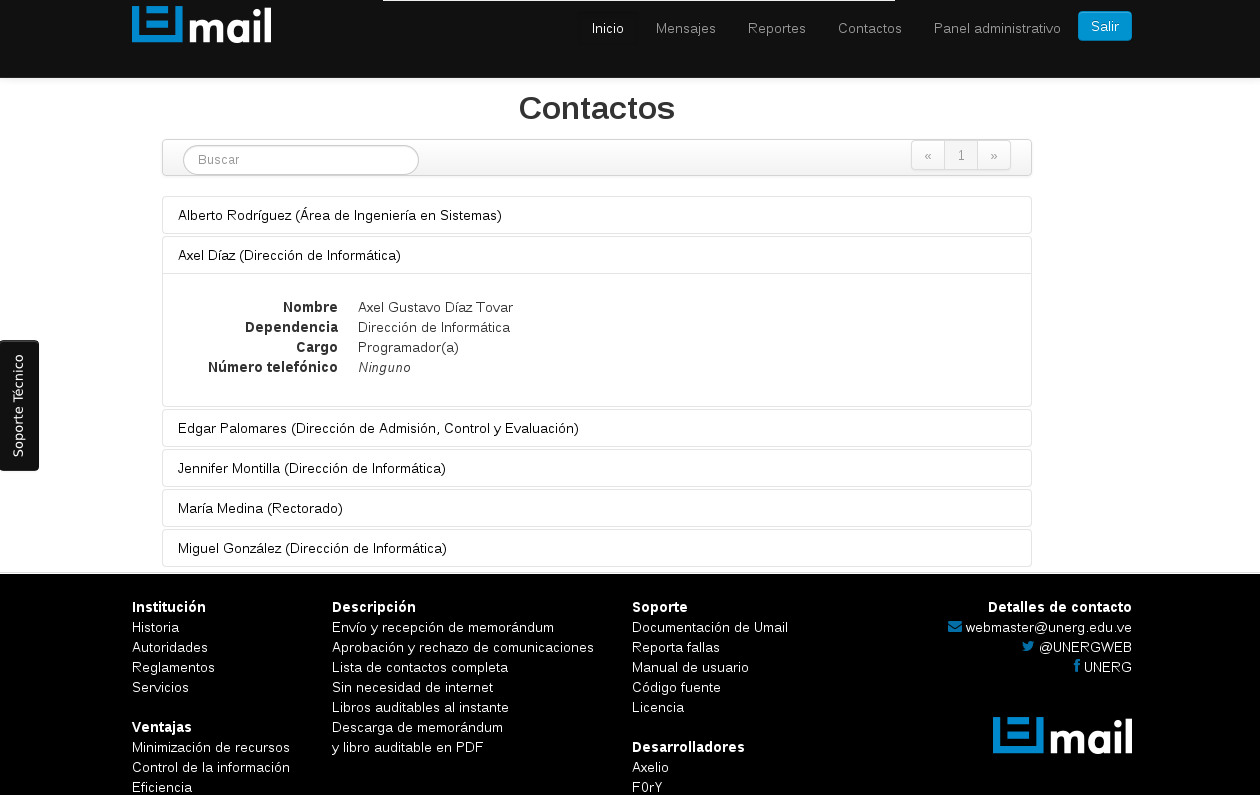 mail
Inicio Mensajes Reportes Contactos Panel administrativo Salir
Contactos
Buscar « 1 »
Alberto Rodríguez (Área de Ingeniería en Sistemas)
Axel Díaz (Dirección de Informática)
Nombre Axel Gustavo Díaz Tovar
Dependencia Dirección de Informática
Cargo Programador(a)
Número telefónico Ninguno
Soporte Técnico
Edgar Palomares (Dirección de Admisión, Control y Evaluación)
Jennifer Montilla (Dirección de Informática)
María Medina (Rectorado)
Miguel González (Dirección de Informática)
Institución
Historia
Autoridades
Reglamentos
Servicios
Ventajas
Minimización de recursos
Control de la información
Eficiencia
Descripción
Envío y recepción de memorándum
Aprobación y rechazo de comunicaciones
Lista de contactos completa
Sin necesidad de internet
Libros auditables al instante
Descarga de memorándum
y libro auditable en PDF
Soporte
Documentación de Umail
Reporta fallas
Manual de usuario
Código fuente
Licencia
Desarrolladores
Axelio
F0rY
Detalles de contacto
webmaster@unerg.edu.ve
@UNERGWEB
UNERG
mail